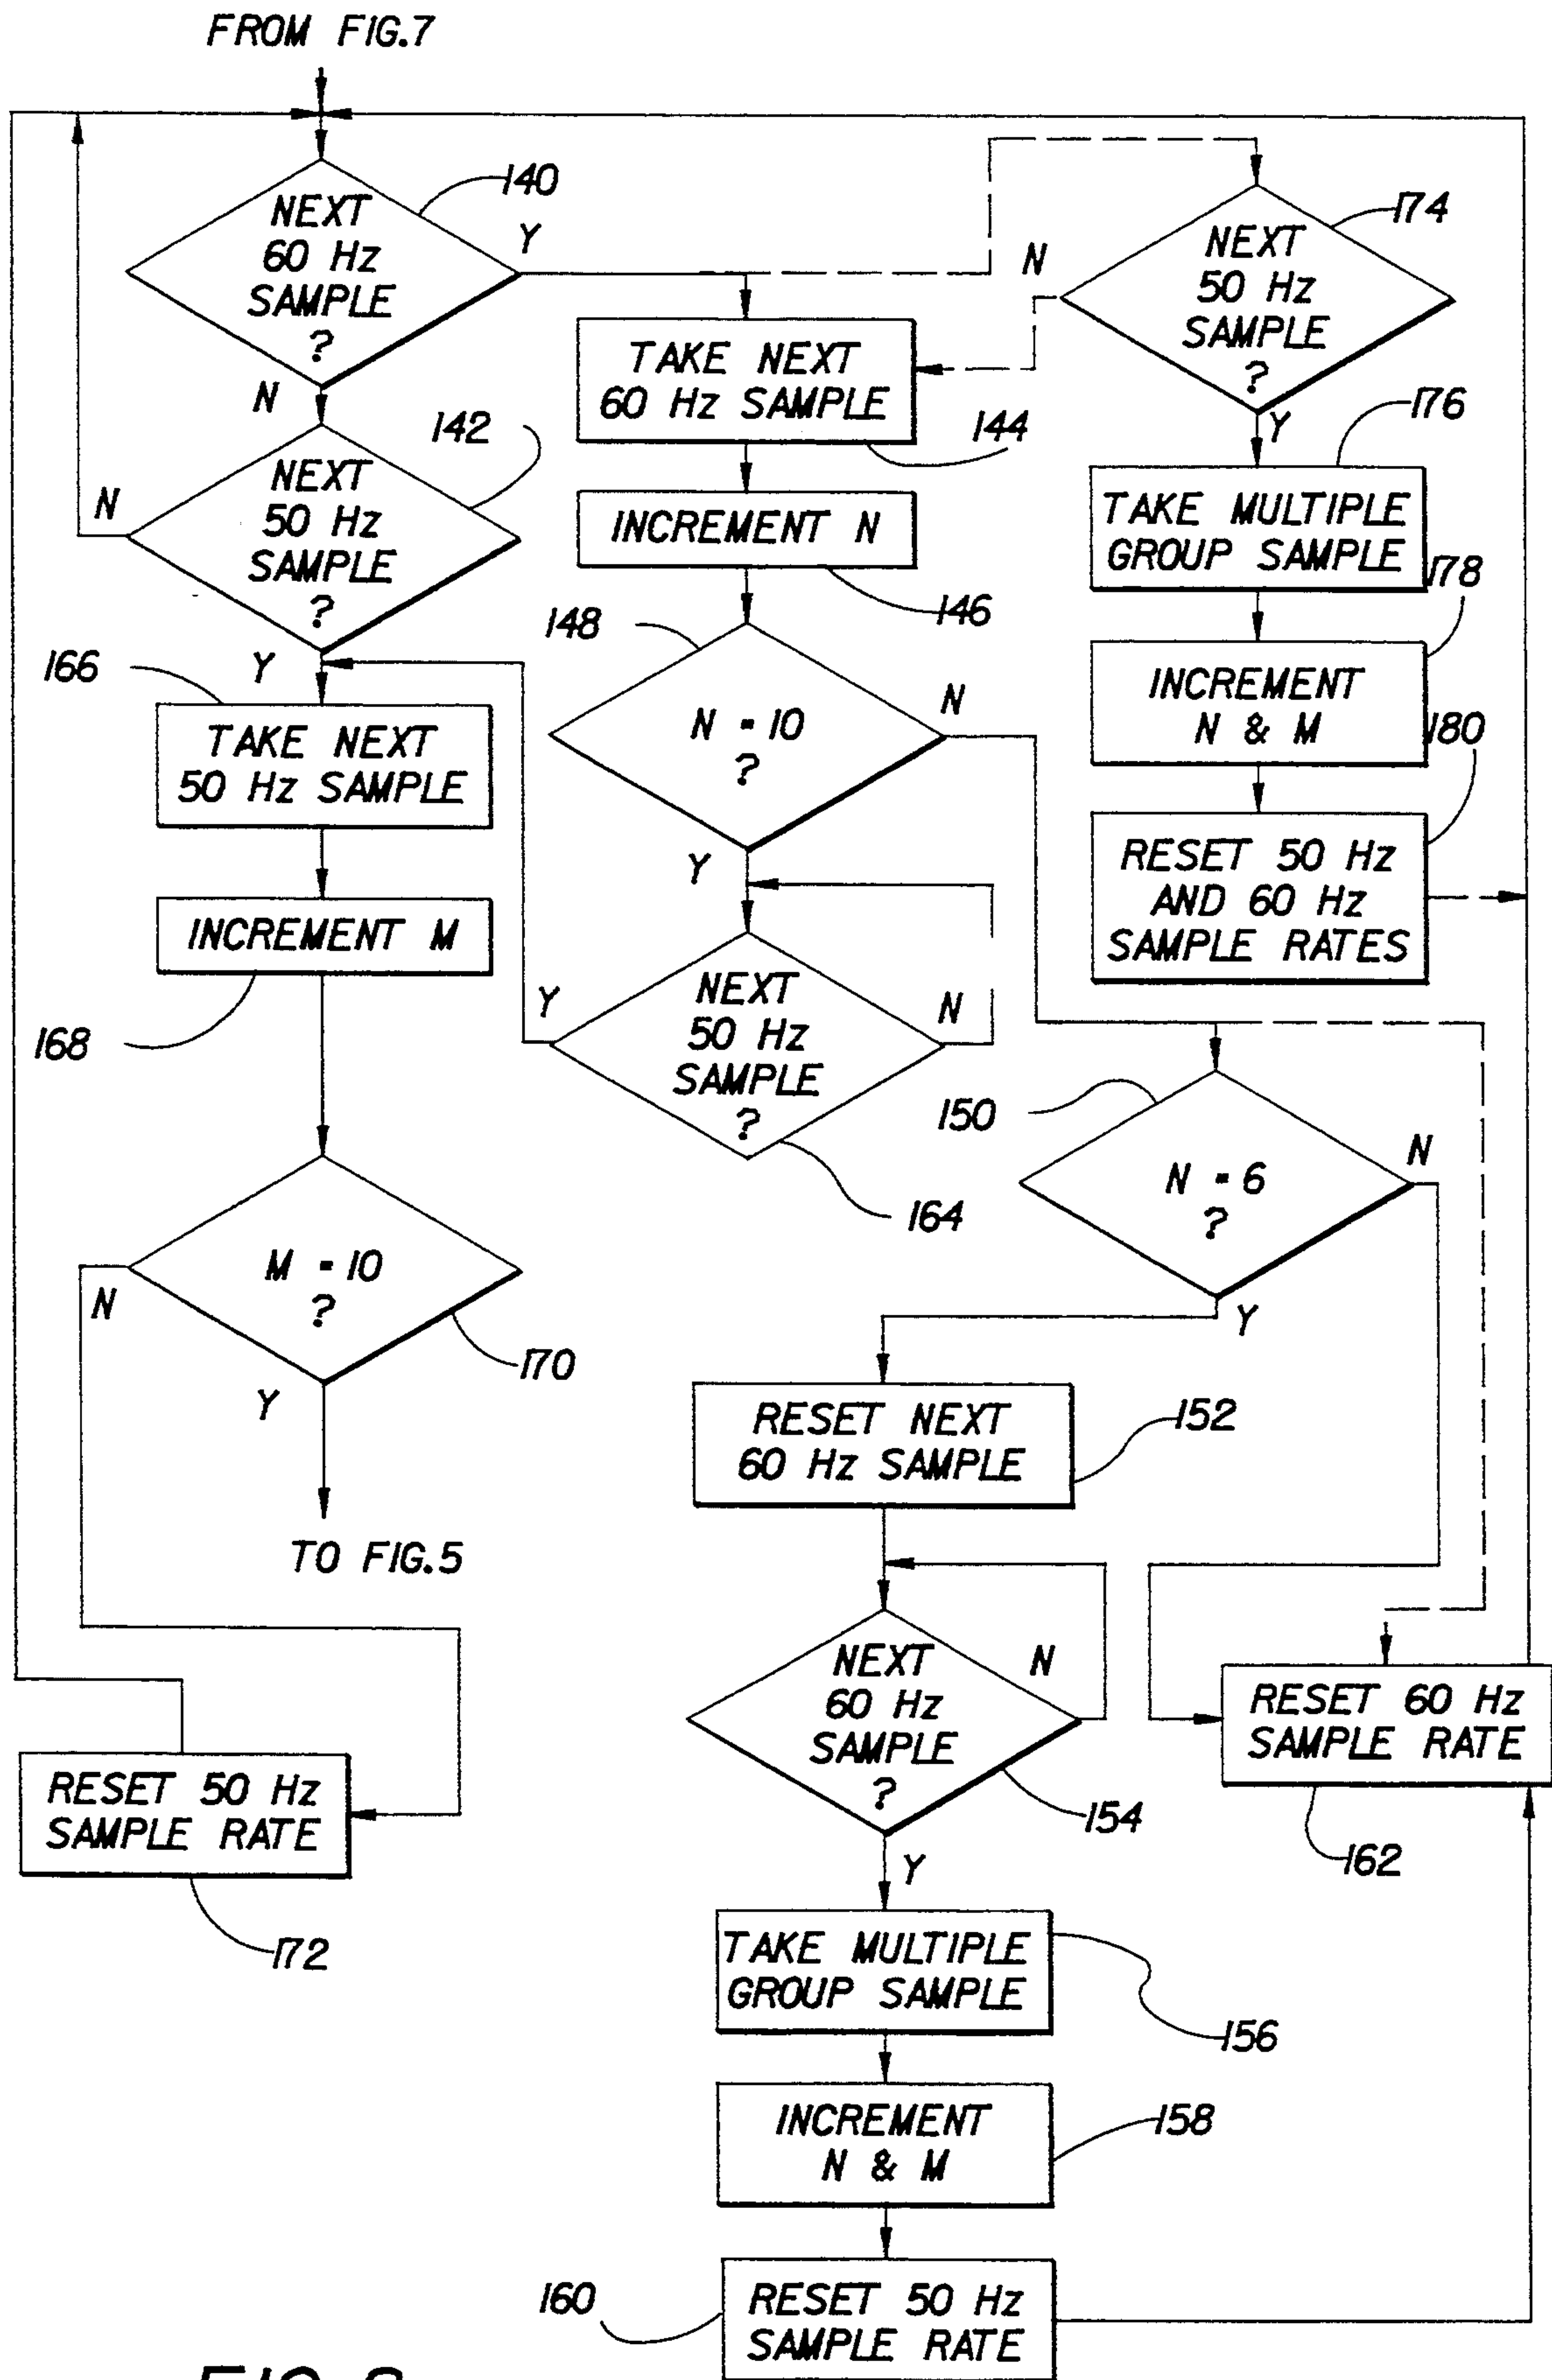 FROM FIG.7
NEXT
60 Hz
SAMPLE
?
140
Y
N
NEXT
50 Hz
SAMPLE
?
142
N
Y
TAKE NEXT
60 Hz SAMPLE
144
INCREMENT N
146
NEXT
50 Hz
SAMPLE
?
174
N
Y
TAKE MULTIPLE
GROUP SAMPLE
176
INCREMENT
N & M
178
RESET 50 Hz
AND 60 Hz
SAMPLE RATES
180
N = 10
?
148
N
Y
NEXT
50 Hz
SAMPLE
?
164
Y
N
166
TAKE NEXT
50 Hz SAMPLE
INCREMENT M
168
M = 10
?
170
N
Y
TO FIG.5
RESET 50 Hz
SAMPLE RATE
172
150
N = 6
?
N
Y
RESET NEXT
60 Hz SAMPLE
152
NEXT
60 Hz
SAMPLE
?
154
N
Y
RESET 60 Hz
SAMPLE RATE
162
TAKE MULTIPLE
GROUP SAMPLE
156
INCREMENT
N & M
158
160
RESET 50 Hz
SAMPLE RATE